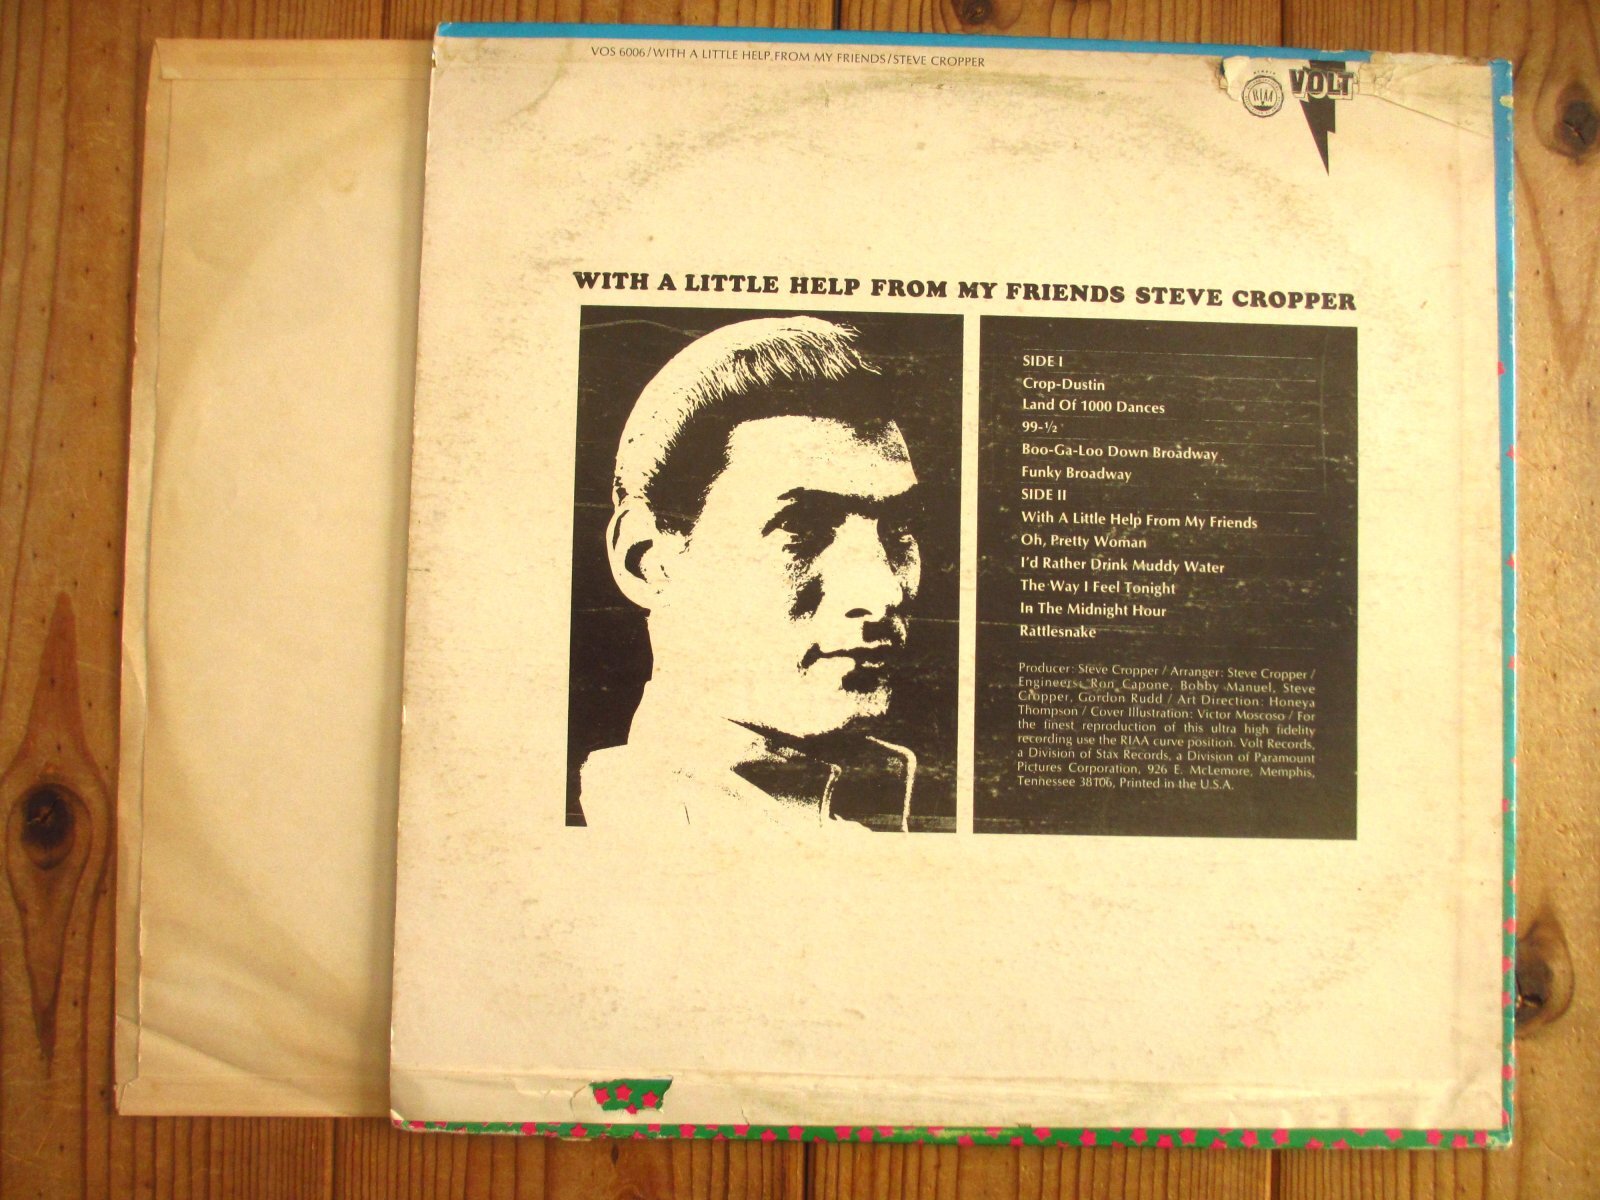 VOS 6006/WITH A LITTLE HELP FROM MY FRIENDS/STEVE CROPPER
RIAA
VOLT
WITH A LITTLE HELP FROM MY FRIENDS STEVE CROPPER
SIDE I
Crop-Dustin
Land Of 1000 Dances
99-½
Boo-Ga-Loo Down Broadway
Funky Broadway
SIDE II
With A Little Help From My Friends
Oh, Pretty Woman
I'd Rather Drink Muddy Water
The Way I Feel Tonight
In The Midnight Hour
Rattlesnake
Producer: Steve Cropper / Arranger: Steve Cropper /
Engineers: Ron Capone, Bobby Manuel, Steve
Cropper, Gordon Rudd / Art Direction: Honeya
Thompson / Cover Illustration: Victor Moscoso / For
the finest reproduction of this ultra high fidelity
recording use the RIAA curve position. Volt Records,
a Division of Stax Records, a Division of Paramount
Pictures Corporation, 926 E. McLemore, Memphis,
Tennessee 38106, Printed in the U.S.A.